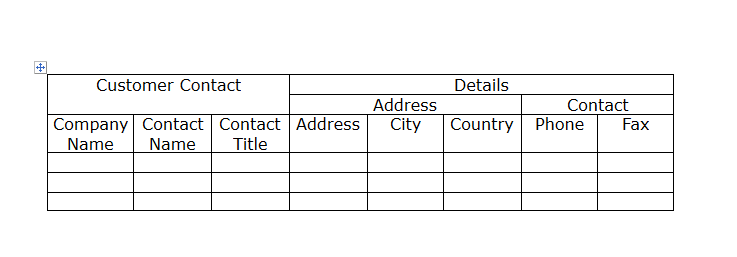 Customer Contact Details
Address Contact
Company Contact Contact Address City Country Phone Fax
Name Name Title